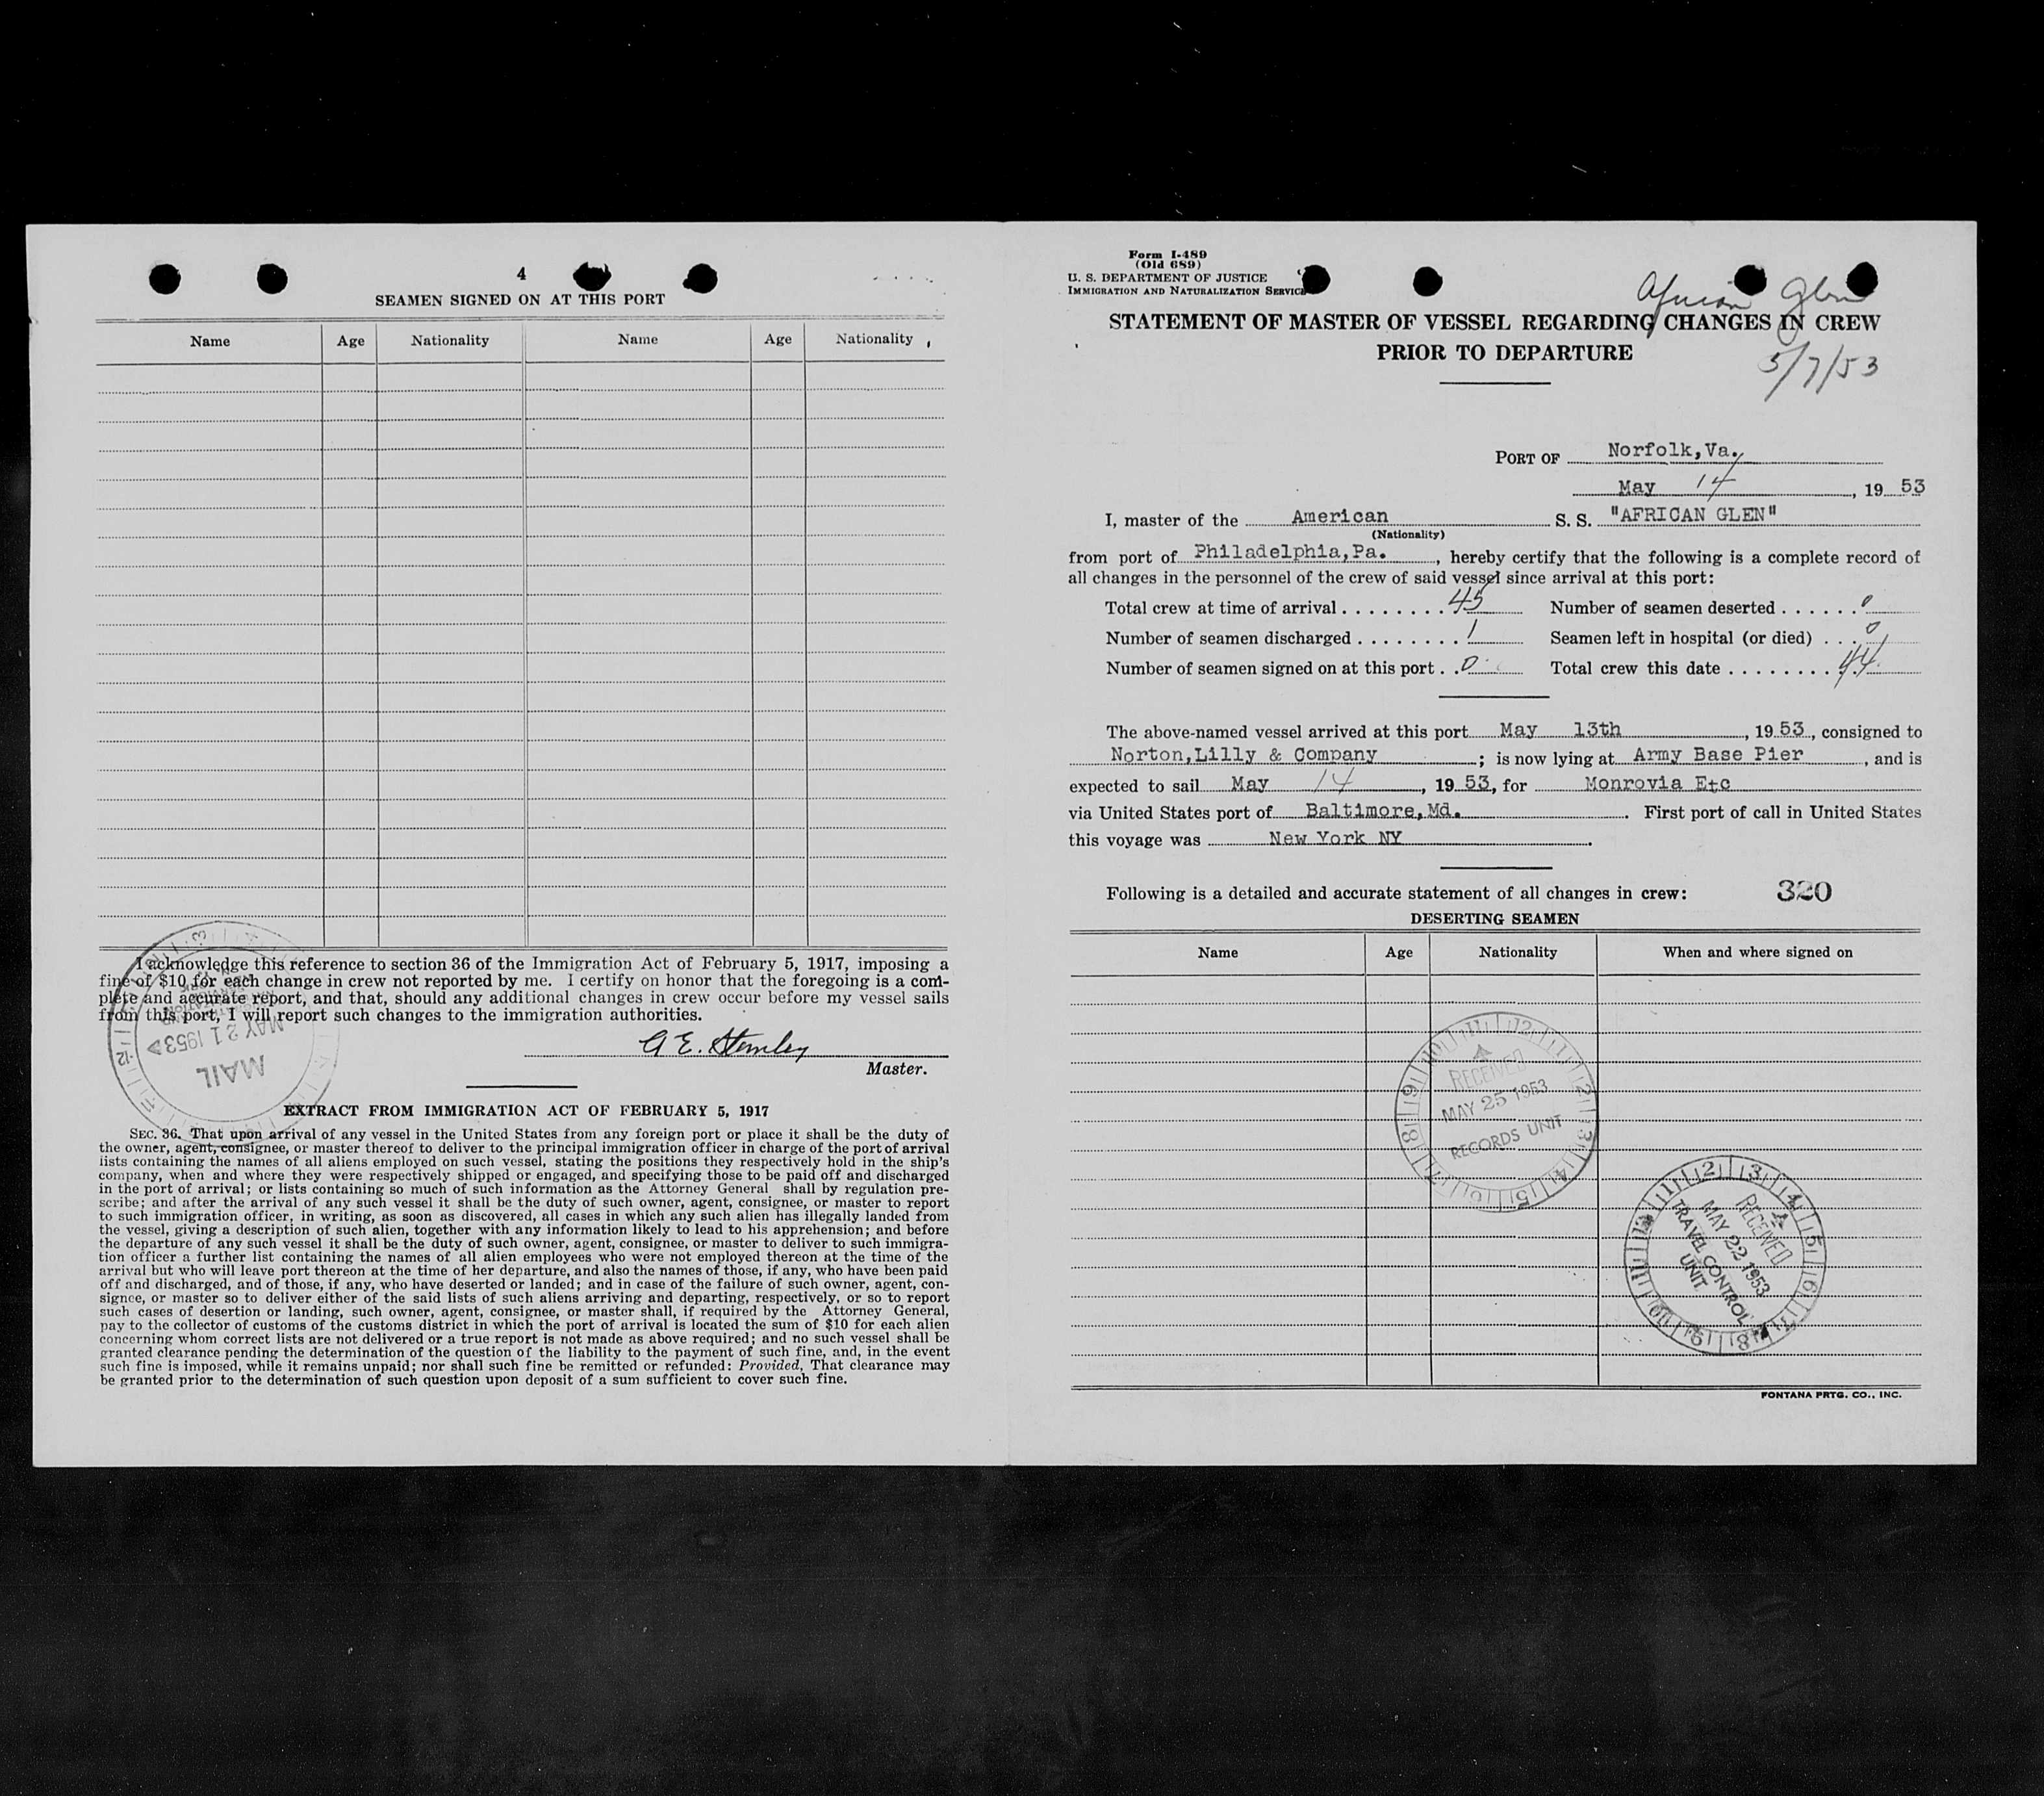 4
SEAMEN SIGNED ON AT THIS PORT
Name Age Nationality Name Age Nationality
I acknowledge this reference to section 36 of the Immigration Act of February 5, 1917, imposing a
fine of $10 for each change in crew not reported by me. I certify on honor that the foregoing is a com-
plete and accurate report, and that, should any additional changes in crew occur before my vessel sails
from this port, I will report such changes to the immigration authorities.
MAY 21 1953
MAIL
A E. Stanley
Master.
EXTRACT FROM IMMIGRATION ACT OF FEBRUARY 5, 1917
SEC. 36. That upon arrival of any vessel in the United States from any foreign port or place it shall be the duty of
the owner, agent, consignee, or master thereof to deliver to the principal immigration officer in charge of the port of arrival
lists containing the names of all aliens employed on such vessel, stating the positions they respectively hold in the ship's
company, when and where they were respectively shipped or engaged, and specifying those to be paid off and discharged
in the port of arrival; or lists containing so much of such information as the Attorney General shall by regulation pre-
scribe; and after the arrival of any such vessel it shall be the duty of such owner, agent, consignee, or master to report
to such immigration officer, in writing, as soon as discovered, all cases in which any such alien has illegally landed from
the vessel, giving a description of such alien, together with any information likely to lead to his apprehension; and before
the departure of any such vessel it shall be the duty of such owner, agent, consignee, or master to deliver to such immigra-
tion officer a further list containing the names of all alien employees who were not employed thereon at the time of the
arrival but who will leave port thereon at the time of her departure, and also the names of those, if any, who have been paid
off and discharged, and of those, if any, who have deserted or landed; and in case of the failure of such owner, agent, con-
signee, or master so to deliver either of the said lists of such aliens arriving and departing, respectively, or so to report
such cases of desertion or landing, such owner, agent, consignee, or master shall, if required by the Attorney General,
pay to the collector of customs of the customs district in which the port of arrival is located the sum of $10 for each alien
concerning whom correct lists are not delivered or a true report is not made as above required; and no such vessel shall be
granted clearance pending the determination of the question of the liability to the payment of such fine, and, in the event
such fine is imposed, while it remains unpaid; nor shall such fine be remitted or refunded: Provided, That clearance may
be granted prior to the determination of such question upon deposit of a sum sufficient to cover such fine.
Form I-489
(Old 689)
U. S. DEPARTMENT OF JUSTICE
IMMIGRATION AND NATURALIZATION SERVICE
African Glen
STATEMENT OF MASTER OF VESSEL REGARDING CHANGES IN CREW
PRIOR TO DEPARTURE
5/7/53
PORT OF Norfolk,Va.
May 14, 19 53
I, master of the American S. S. "AFRICAN GLEN"
(Nationality)
from port of Philadelphia,Pa., hereby certify that the following is a complete record of
all changes in the personnel of the crew of said vessel since arrival at this port:
Total crew at time of arrival . . . . . . . . 45 Number of seamen deserted . . . . . . 0
Number of seamen discharged . . . . . . . . 1 Seamen left in hospital (or died) . . . 0
Number of seamen signed on at this port . . 0 Total crew this date . . . . . . . . 44
The above-named vessel arrived at this port May 13th, 19 53, consigned to
Norton,Lilly & Company; is now lying at Army Base Pier, and is
expected to sail May 14, 19 53, for Monrovia Etc
via United States port of Baltimore,Md. First port of call in United States
this voyage was New York NY.
Following is a detailed and accurate statement of all changes in crew: 320
DESERTING SEAMEN
Name Age Nationality When and where signed on
RECEIVED
MAY 25 1953
RECORDS UNIT
RECEIVED
MAY 22 1953
TRAVEL CONTROL
UNIT
FONTANA PRTG. CO., INC.